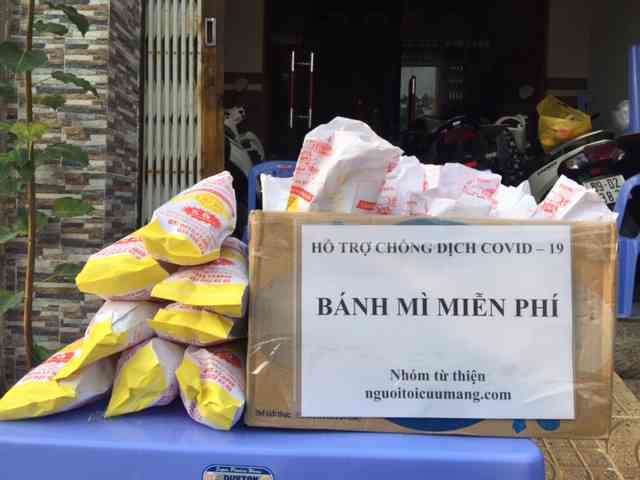 HỖ TRỢ CHỐNG DỊCH COVID – 19
BÁNH MÌ MIỄN PHÍ
Nhóm từ thiện
nguoitoicuumang.com